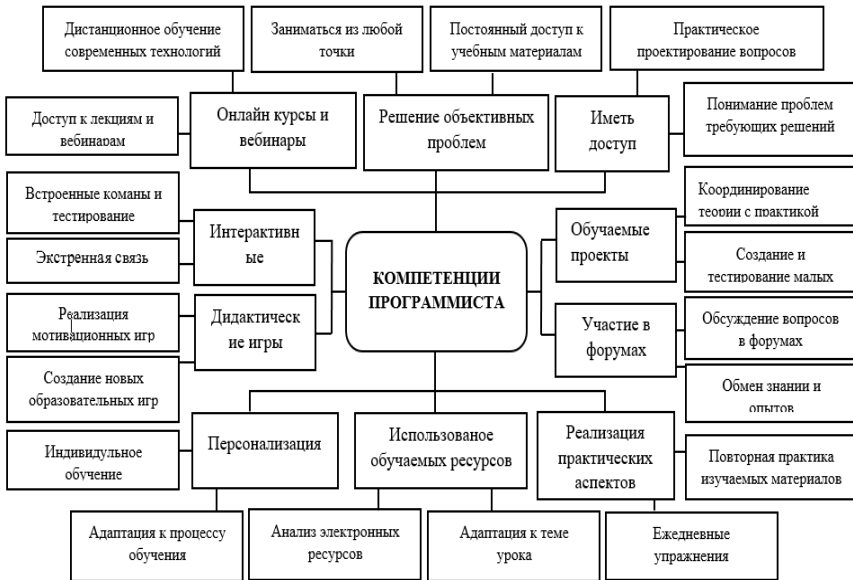 Дистанционное обучение
современных технологий
Заниматься из любой
точки
Постоянный доступ к
учебным материалам
Практическое
проектирование вопросов
Доступ к лекциям и
вебинарам
Онлайн курсы и
вебинары
Решение объективных
проблем
Иметь
доступ
Понимание проблем
требующих решений
Встроенные команы и
тестирование
Экстренная связь
Интерактивн
ые
КОМПЕТЕНЦИИ
ПРОГРАММИСТА
Обучаемые
проекты
Координирование
теории с практикой
Создание и
тестирование малых
Реализация
мотивационных игр
Создание новых
образовательных игр
Дидактическ
ие игры
Участие в
форумах
Обсуждение вопросов
в форумах
Обмен знании и
опытов
Индивидульное
обучение
Персонализация
Использованое
обучаемых ресурсов
Реализация
практических
аспектов
Повторная практика
изучаемых материалов
Адаптация к процессу
обучения
Анализ электронных
ресурсов
Адаптация к теме
урока
Ежедневные
упражнения